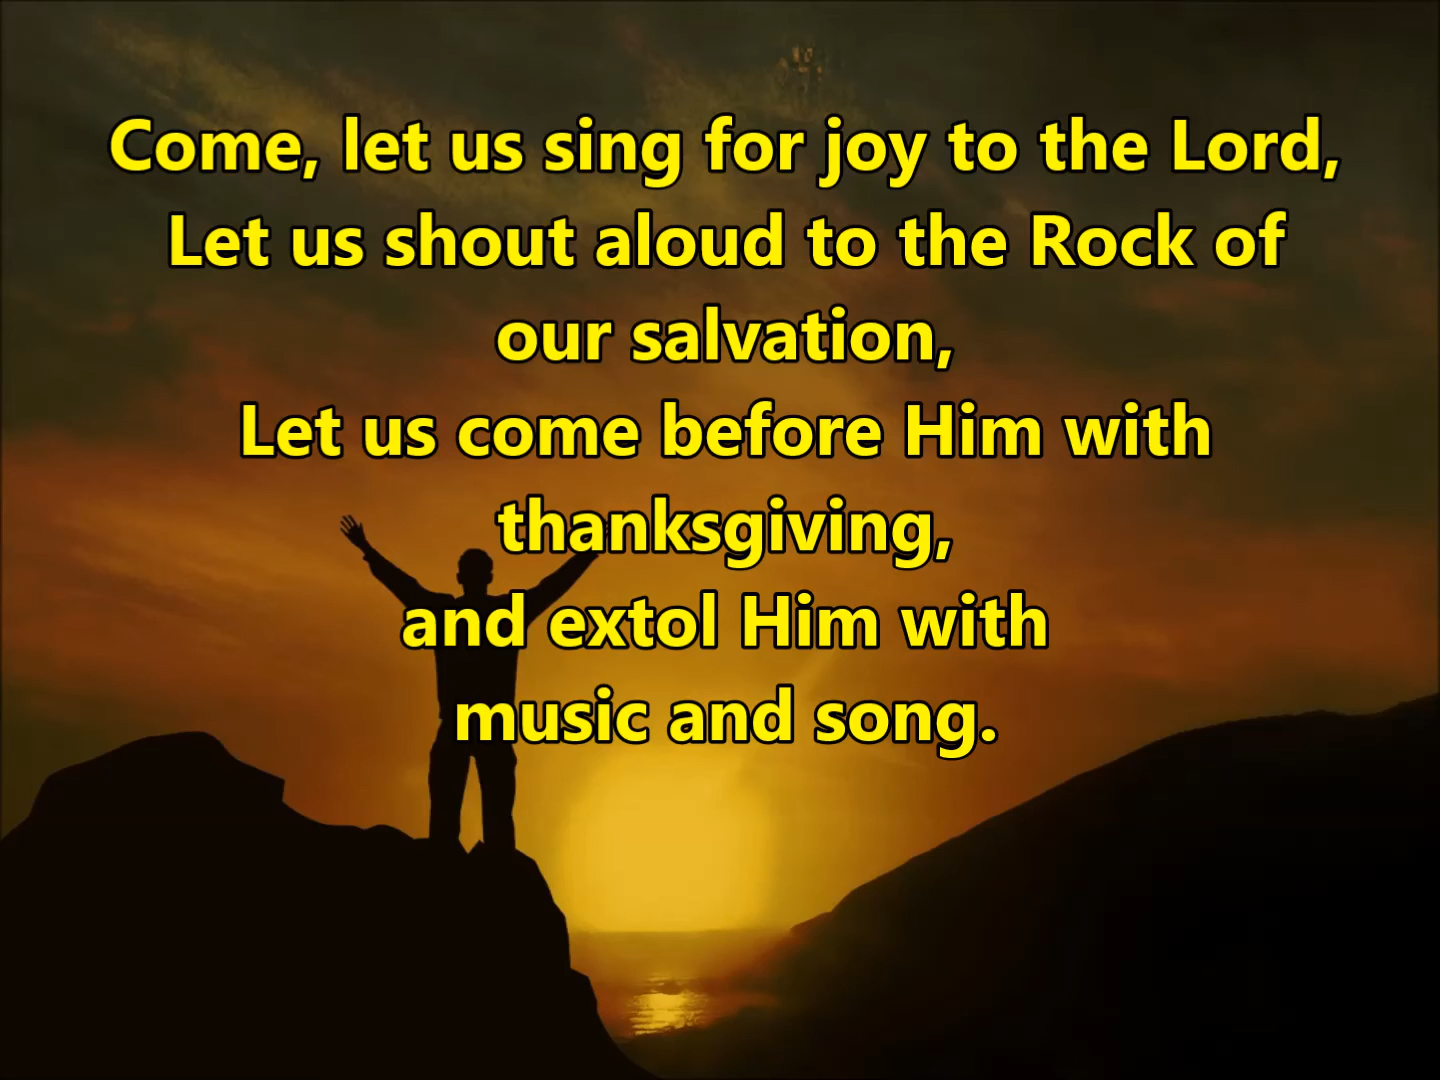 Come, let us sing for joy to the Lord,
Let us shout aloud to the Rock of
our salvation,
Let us come before Him with
thanksgiving,
and extol Him with
music and song.